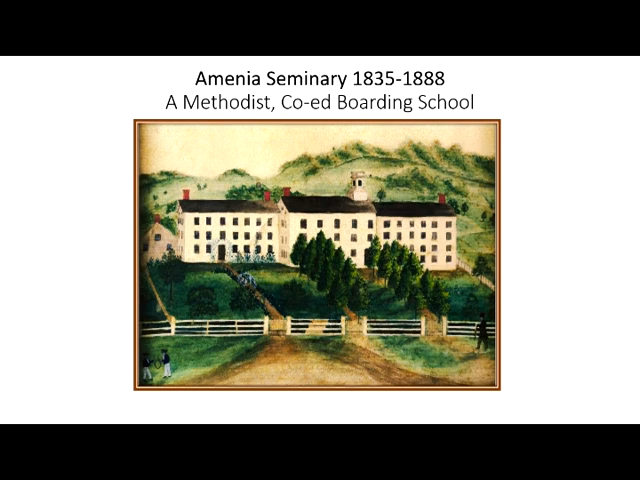 Amenia Seminary 1835-1888
A Methodist, Co-ed Boarding School